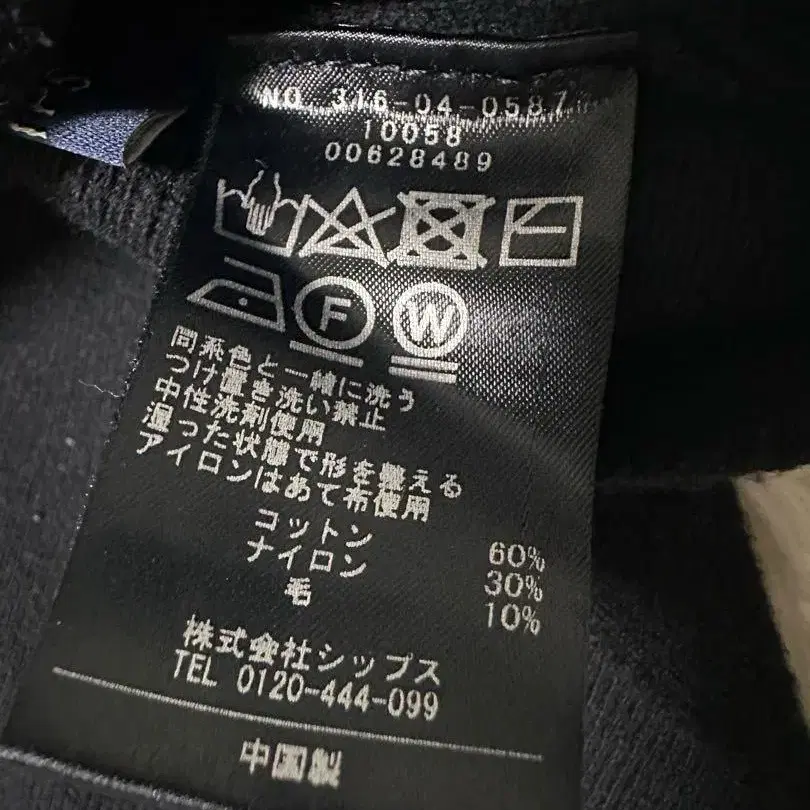 NO. 316-04-0587
10058
00628489
F W
同系色と一緒に洗う
つけ置き洗い禁止
中性洗剤使用
湿った状態で形を整える
アイロンはあて布使用
コットン 60%
ナイロン 30%
毛 10%
株式会社シップス
TEL 0120-444-099
中国製